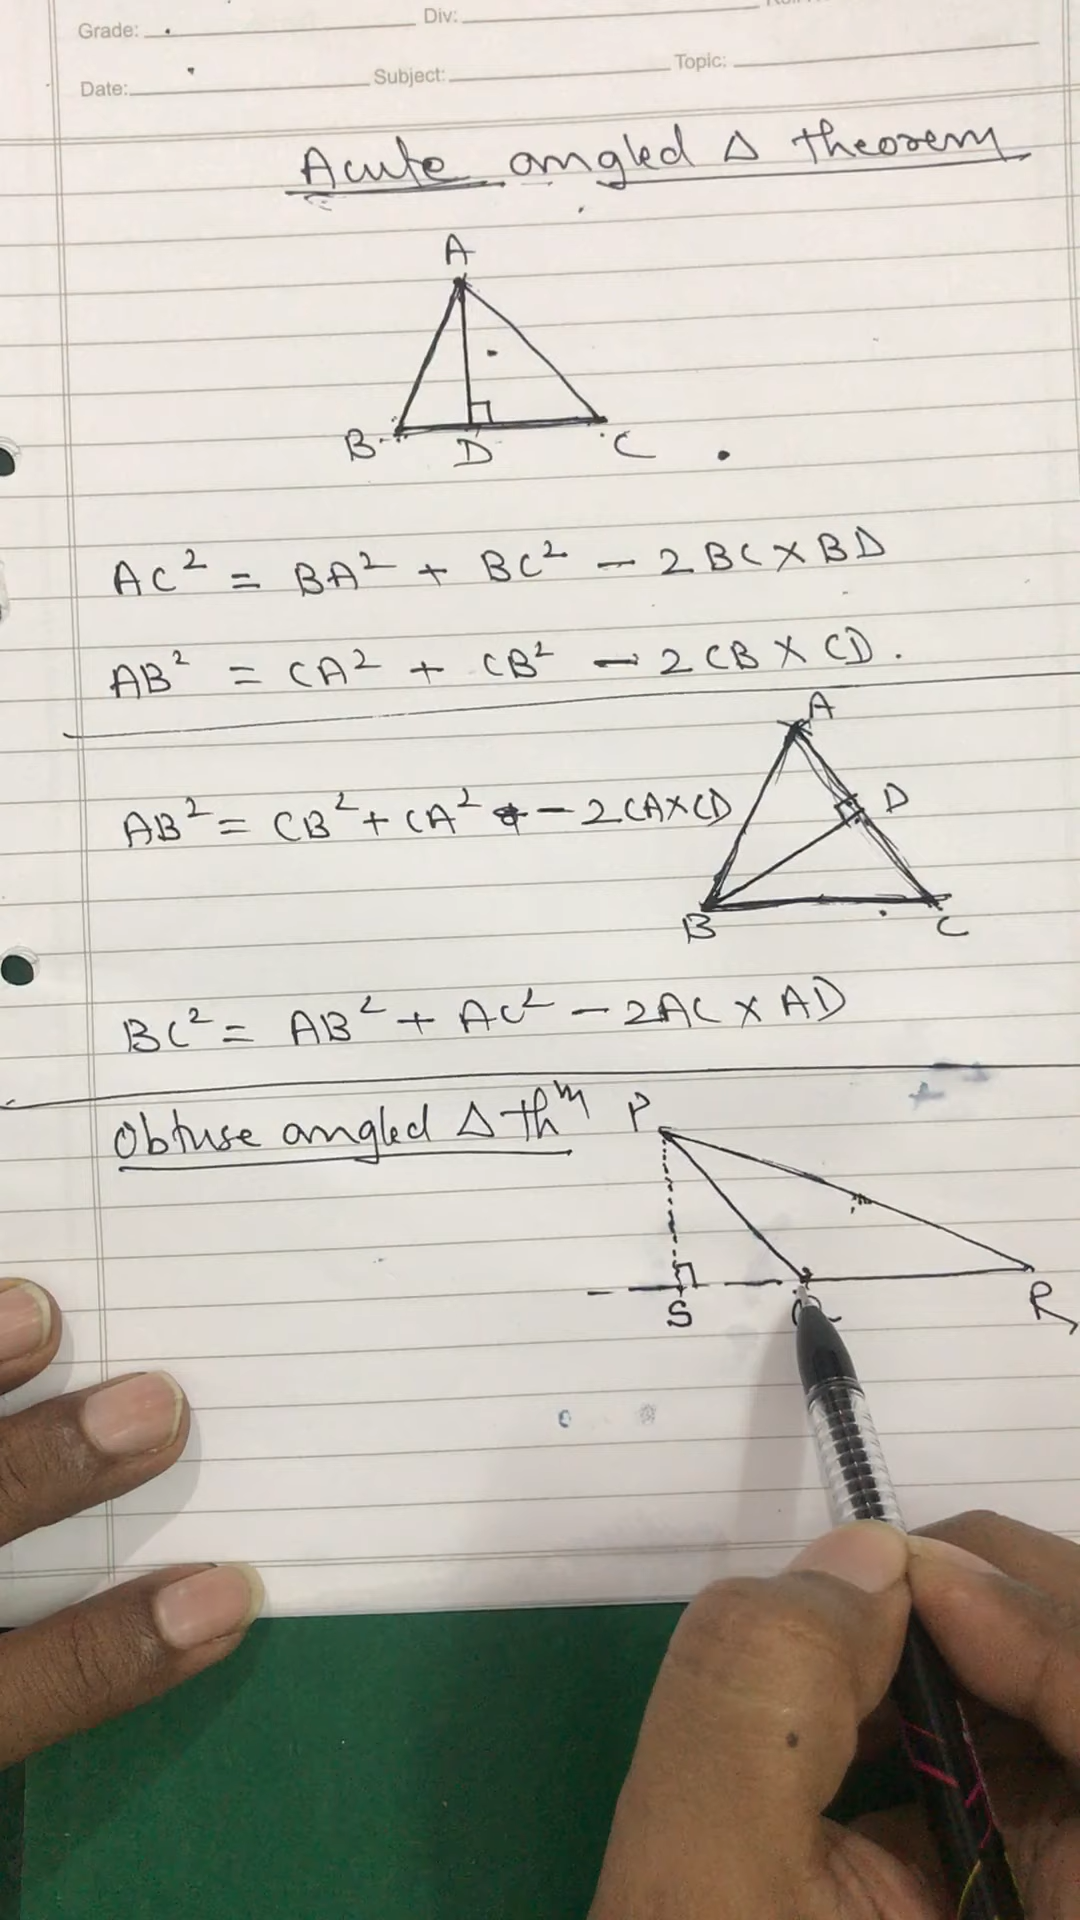 Grade:
Div:
Date:
Subject:
Topic:
Acute angled Δ theorem
A
B
D
C
AC² = BA² + BC² - 2BC×BD
AB² = CA² + CB² - 2CB×CD.
A
AB² = CB² + CA² - 2CA×CD
D
B
C
BC² = AB² + AC² - 2AC×AD
Obtuse angled Δ thᵐ
P
S
R